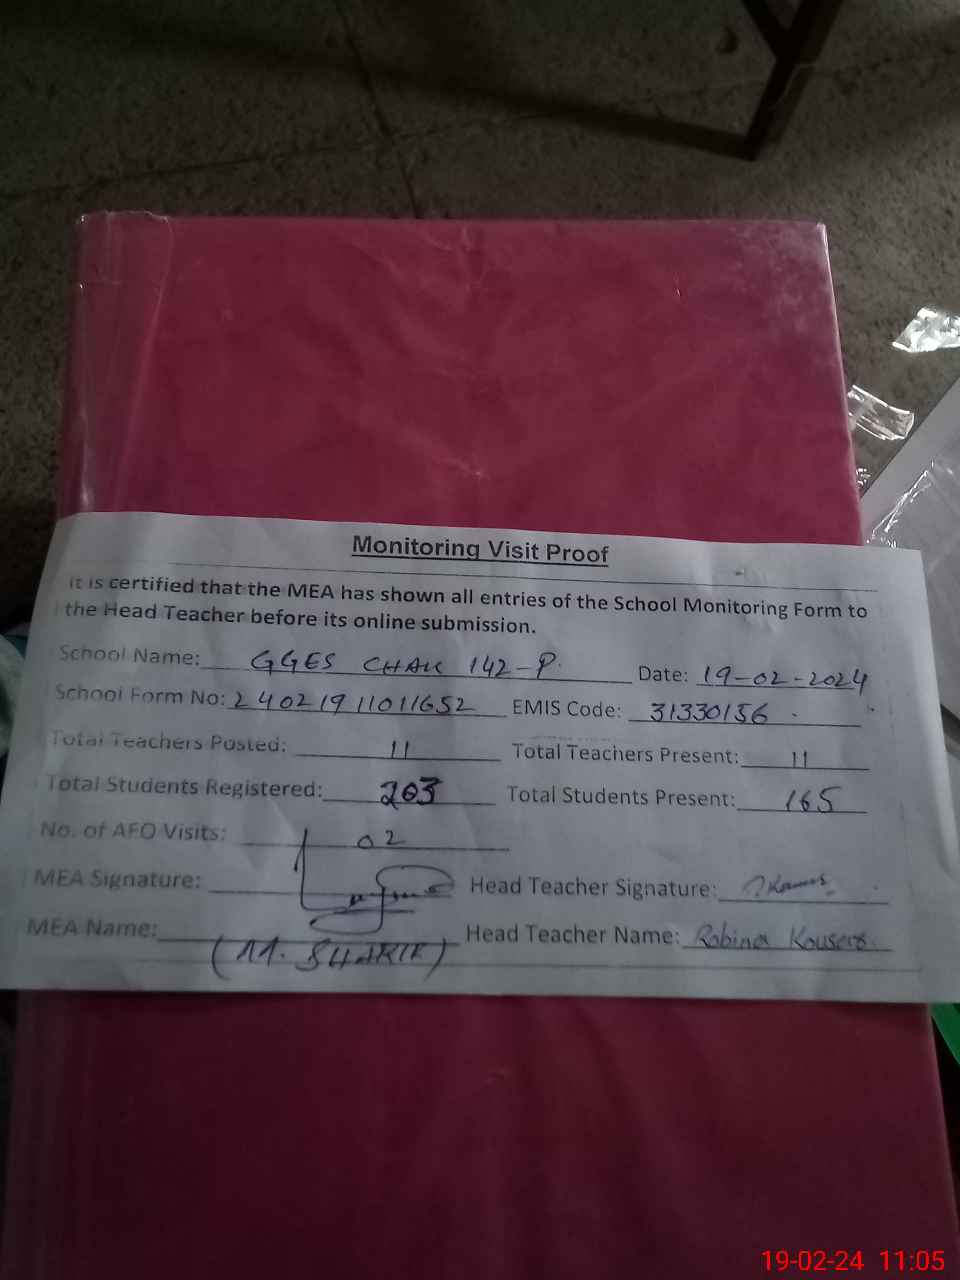 Monitoring Visit Proof
It is certified that the MEA has shown all entries of the School Monitoring Form to
the Head Teacher before its online submission.
School Name: GGES CHAK 142-P. Date: 19-02-2024
School Form No: 24021911011652 EMIS Code: 31330156
Total Teachers Posted: 11 Total Teachers Present: 11
Total Students Registered: 203 Total Students Present: 165
No. of AFO Visits: 02
MEA Signature: Head Teacher Signature:
MEA Name: Head Teacher Name: Robina Kousar
(M. SHARIF)
19-02-24 11:05